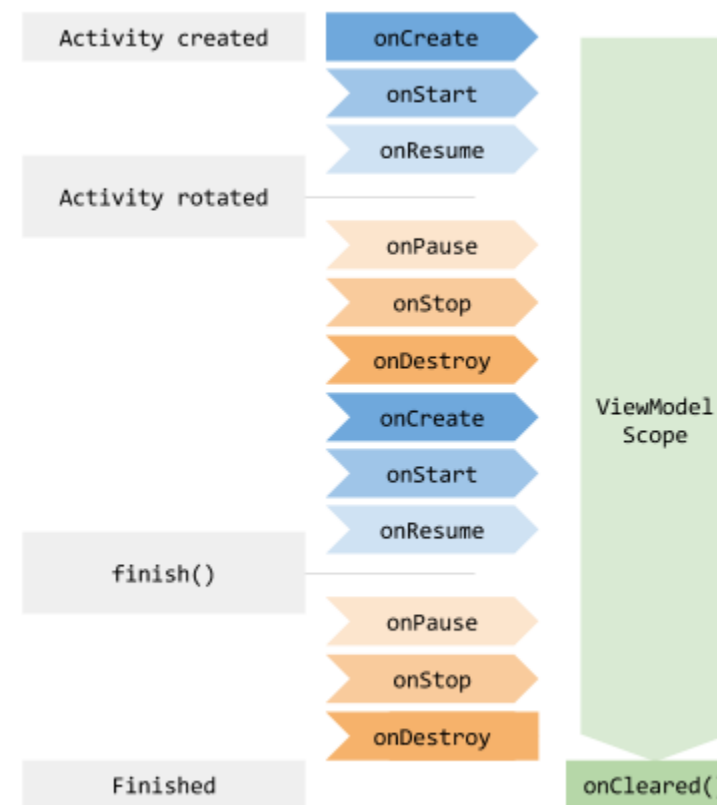 Activity created
onCreate
onStart
onResume
Activity rotated
onPause
onStop
onDestroy
onCreate
onStart
onResume
ViewModel
Scope
finish()
onPause
onStop
onDestroy
Finished
onCleared(